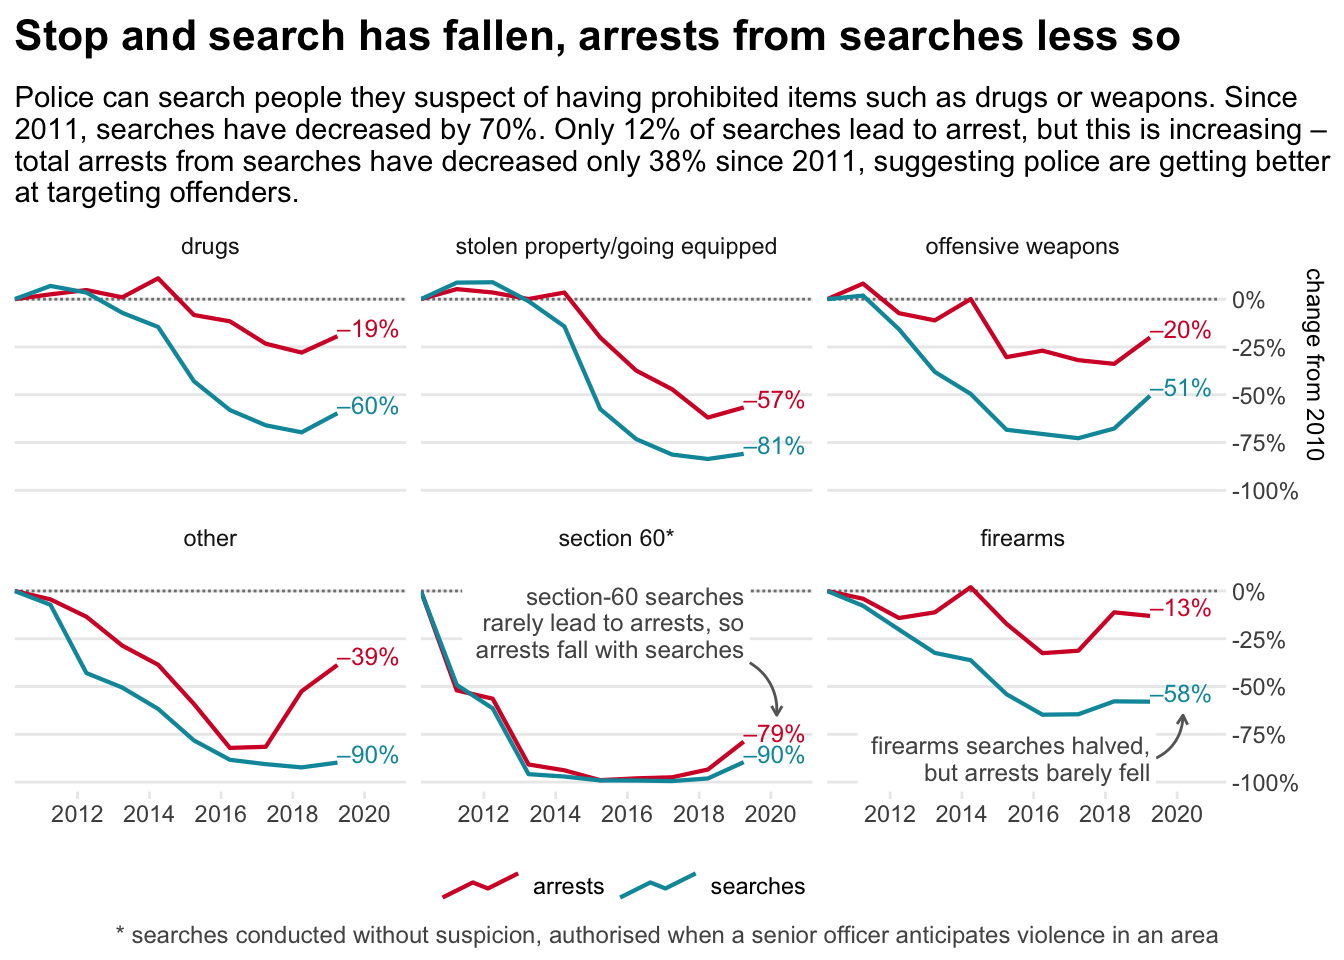 Stop and search has fallen, arrests from searches less so
Police can search people they suspect of having prohibited items such as drugs or weapons. Since
2011, searches have decreased by 70%. Only 12% of searches lead to arrest, but this is increasing –
total arrests from searches have decreased only 38% since 2011, suggesting police are getting better
at targeting offenders.
drugs
–19%
–60%
stolen property/going equipped
–57%
–81%
offensive weapons
–20%
–51%
0%
-25%
-50%
-75%
-100%
change from 2010
other
–39%
–90%
2012 2014 2016 2018 2020
section 60*
section-60 searches
rarely lead to arrests, so
arrests fall with searches
–79%
–90%
2012 2014 2016 2018 2020
firearms
–13%
–58%
firearms searches halved,
but arrests barely fell
0%
-25%
-50%
-75%
-100%
2012 2014 2016 2018 2020
arrests searches
* searches conducted without suspicion, authorised when a senior officer anticipates violence in an area